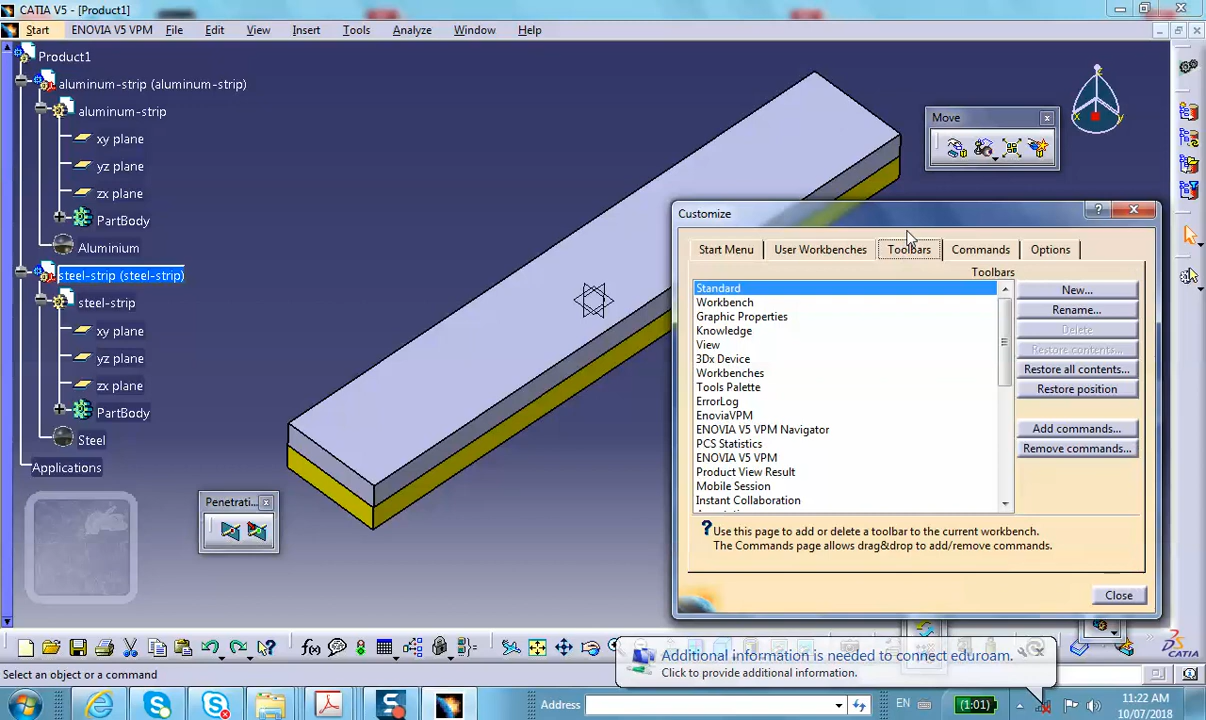 CATIA V5 - [Product1]
Start ENOVIA V5 VPM File Edit View Insert Tools Analyze Window Help
Product1
aluminum-strip (aluminum-strip)
aluminum-strip
xy plane
yz plane
zx plane
PartBody
Aluminium
steel-strip (steel-strip)
steel-strip
xy plane
yz plane
zx plane
PartBody
Steel
Applications
Move
x
z
x
y
Penetrati...
x
Customize
Start Menu User Workbenches Toolbars Commands Options
Toolbars
Standard
Workbench
Graphic Properties
Knowledge
View
3Dx Device
Workbenches
Tools Palette
ErrorLog
EnoviaVPM
ENOVIA V5 VPM Navigator
PCS Statistics
ENOVIA V5 VPM
Product View Result
Mobile Session
Instant Collaboration
New...
Rename...
Delete
Restore contents...
Restore all contents...
Restore position
Add commands...
Remove commands...
Use this page to add or delete a toolbar to the current workbench.
The Commands page allows drag&drop to add/remove commands.
Close
Additional information is needed to connect eduroam.
Click to provide additional information.
CATIA
Select an object or a command
Address
EN
(1:01)
11:22 AM
10/07/2018